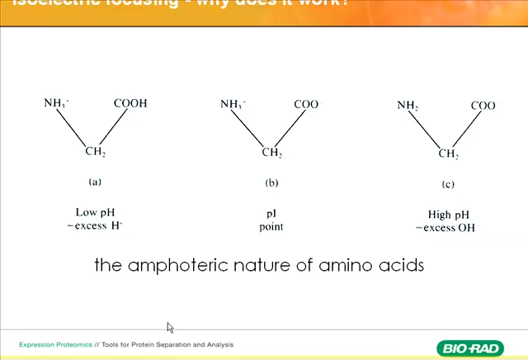 Isoelectric focusing - why does it work?
NH₃⁺ COOH NH₃⁺ COO NH₂ COO
CH₂ CH₂ CH₂
(a) (b) (c)
Low pH pI High pH
–excess H⁺ point –excess OH
the amphoteric nature of amino acids
Expression Proteomics // Tools for Protein Separation and Analysis
BIO-RAD